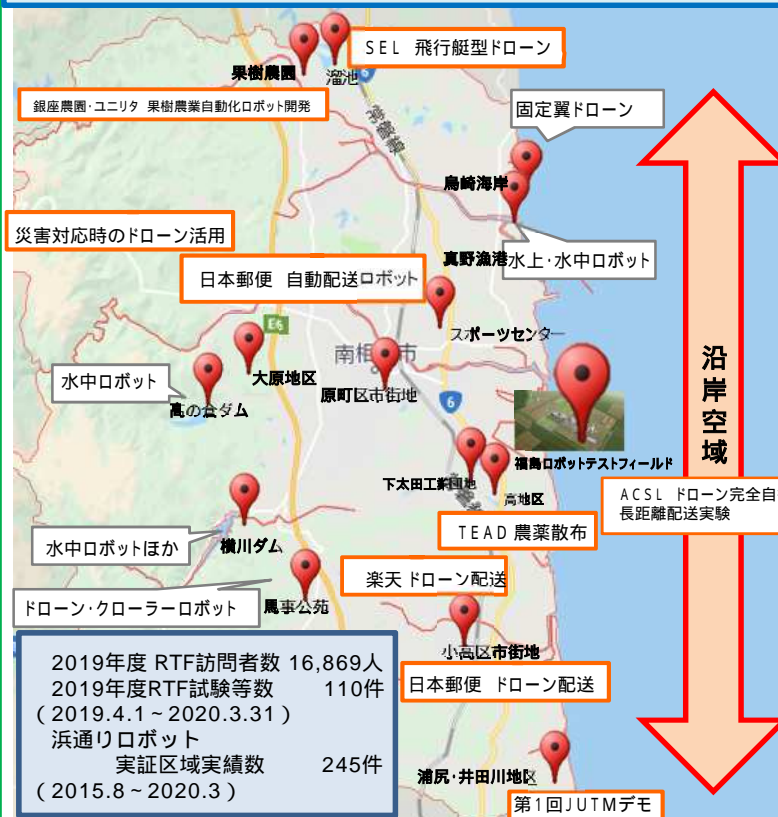 SEL 飛行艇型ドローン
果樹農園
溜池
6
銀座農園・ユニリタ 果樹農業自動化ロボット開発
常磐線
固定翼ドローン
烏崎海岸
災害対応時のドローン活用
真野漁港
水上・水中ロボット
日本郵便 自動配送ロボット
スポーツセンター
E6
大原地区
南相馬市
水中ロボット
高の倉ダム
原町区市街地
6
沿岸空域
福島ロボットテストフィールド
下太田工業団地
高地区
ACSL ドローン完全自
長距離配送実験
TEAD 農薬散布
横川ダム
水中ロボットほか
楽天 ドローン配送
ドローン・クローラーロボット
馬事公苑
小高区市街地
2019年度 RTF訪問者数 16,869人
2019年度RTF試験等数 110件
(2019.4.1~2020.3.31)
浜通りロボット
実証区域実績数 245件
(2015.8~2020.3)
日本郵便 ドローン配送
浦尻・井田川地区
第1回JUTMデモ